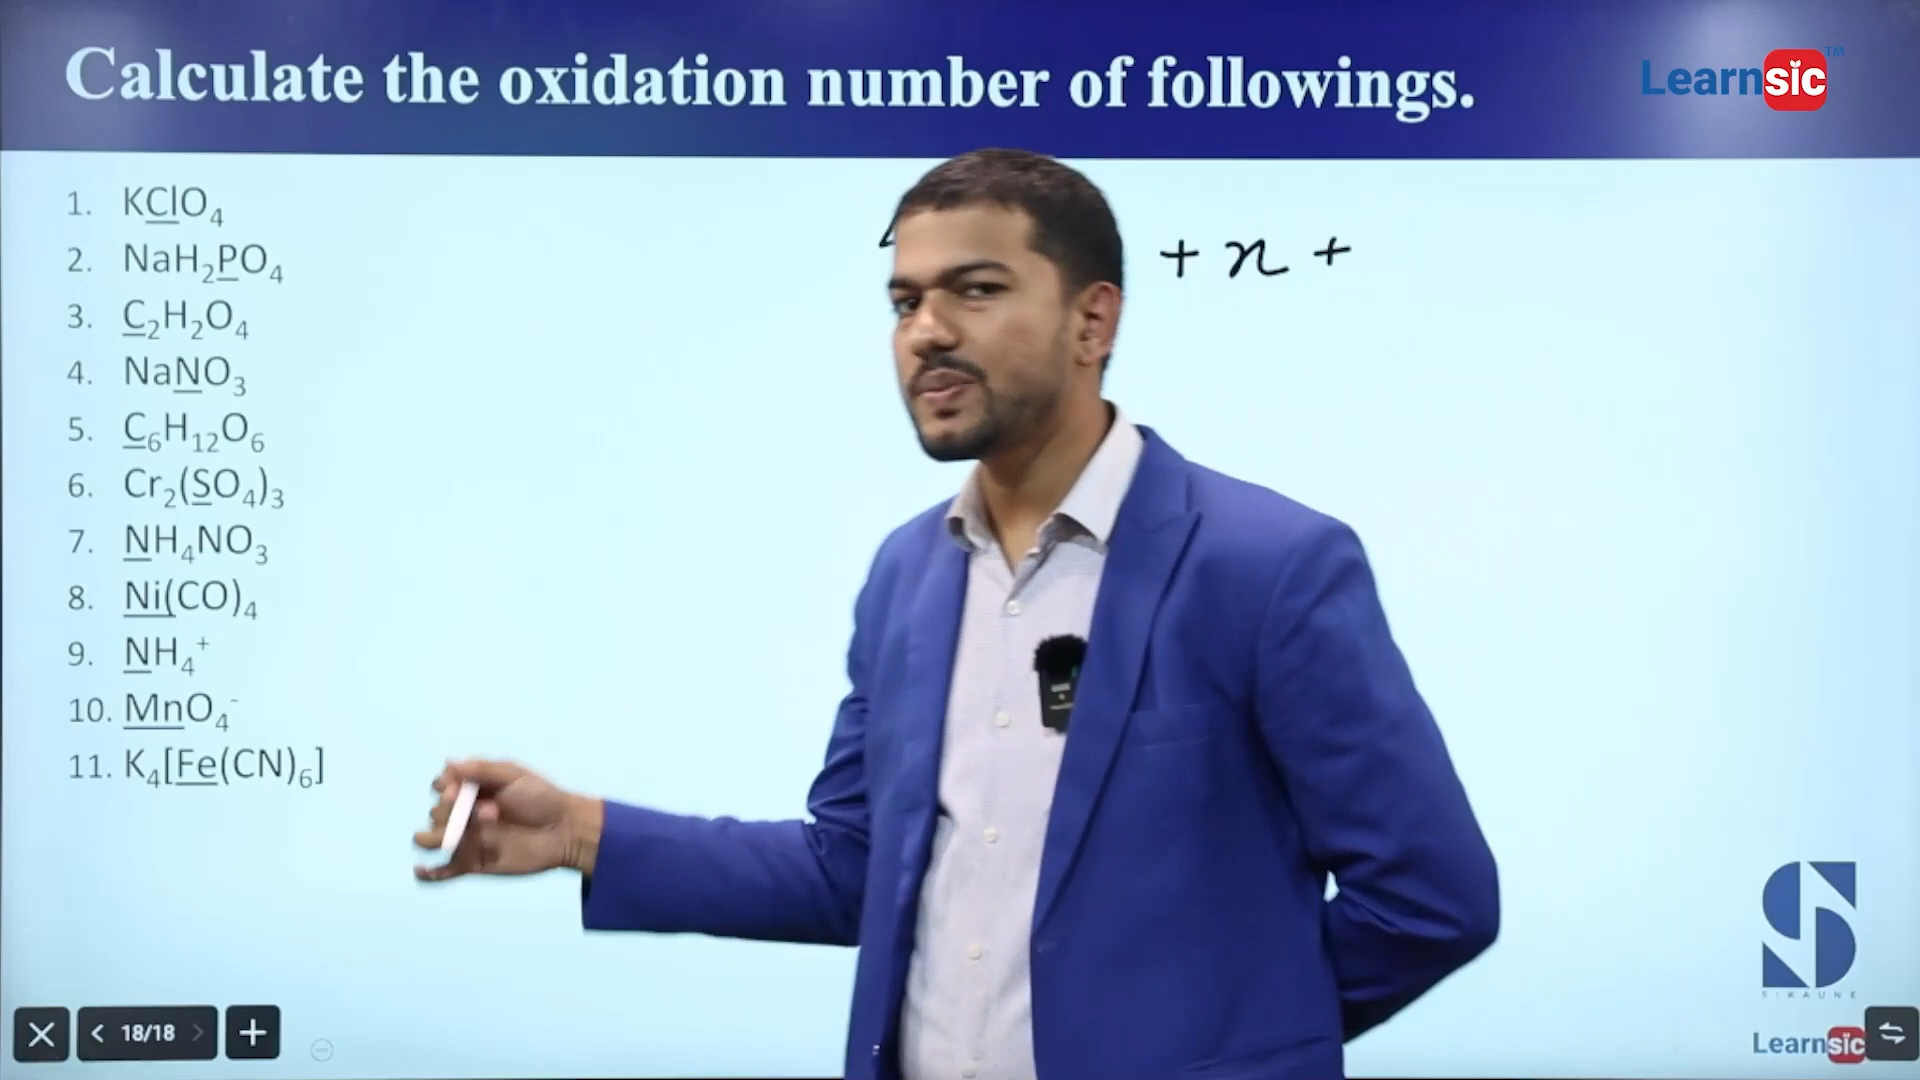 Calculate the oxidation number of followings.
Learnsic™
1. KClO₄
2. NaH₂PO₄
3. C₂H₂O₄
4. NaNO₃
5. C₆H₁₂O₆
6. Cr₂(SO₄)₃
7. NH₄NO₃
8. Ni(CO)₄
9. NH₄⁺
10. MnO₄⁻
11. K₄[Fe(CN)₆]
+ x +
SIKAUNE
18/18
Learnsic